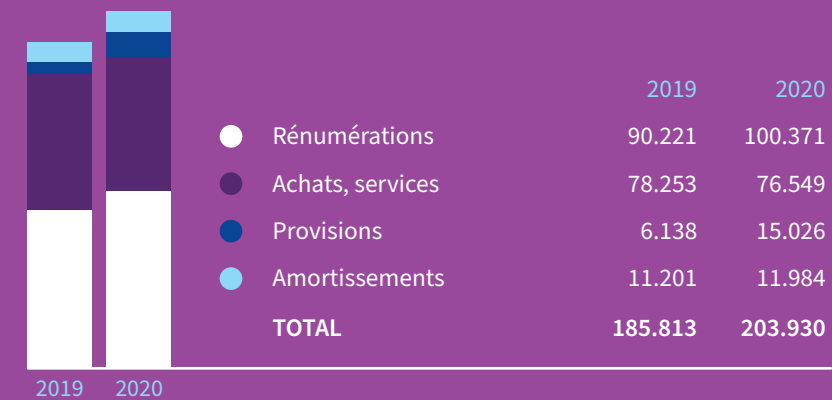 2019 2020
Rénumérations 90.221 100.371
Achats, services 78.253 76.549
Provisions 6.138 15.026
Amortissements 11.201 11.984
TOTAL 185.813 203.930
2019 2020